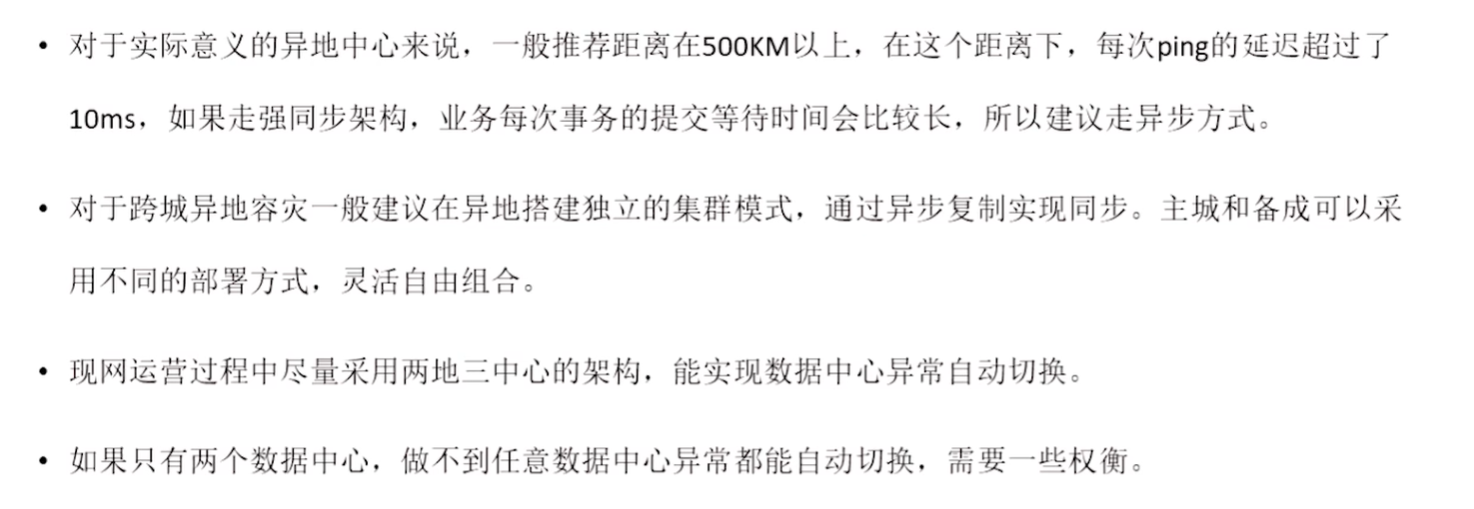 • 对于实际意义的异地中心来说，一般推荐距离在500KM以上，在这个距离下，每次ping的延迟超过了
10ms，如果走强同步架构，业务每次事务的提交等待时间会比较长，所以建议走异步方式。
• 对于跨城异地容灾一般建议在异地搭建独立的集群模式，通过异步复制实现同步。主城和备成可以采
用不同的部署方式，灵活自由组合。
• 现网运营过程中尽量采用两地三中心的架构，能实现数据中心异常自动切换。
• 如果只有两个数据中心，做不到任意数据中心异常都能自动切换，需要一些权衡。